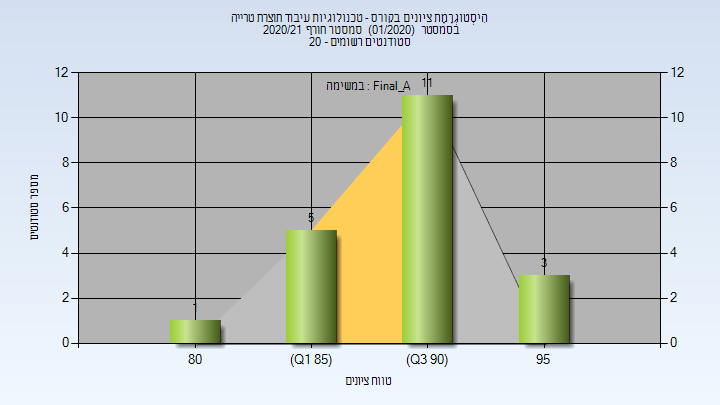 היסטוגרמת ציונים בקורס - טכנולוגיות עיבוד תוצרת טרייה
בסמסטר (01/2020) סמסטר חורף 2020/21
סטודנטים רשומים - 20
במשימה : Final_A
12 12
11
10 10
8 8
6 6
5
4 4
3
2 2
1
0 0
80 (Q1 85) (Q3 90) 95
מספר סטודנטים
טווח ציונים